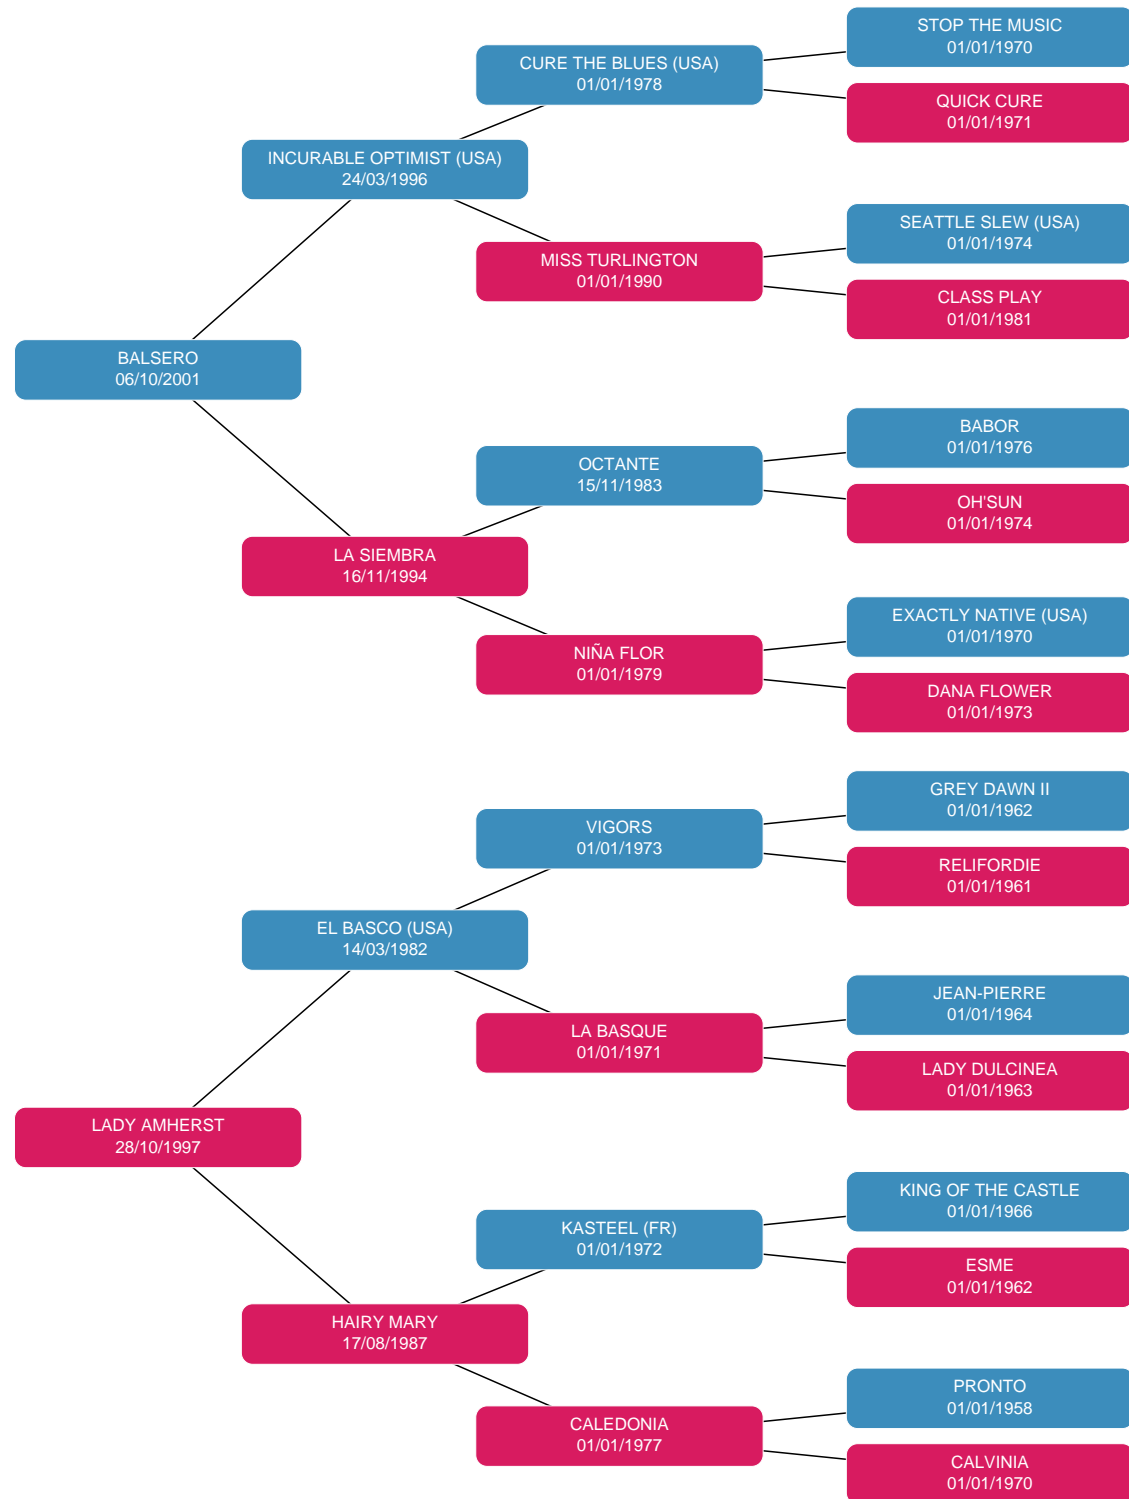 STOP THE MUSIC
01/01/1970
CURE THE BLUES (USA)
01/01/1978
QUICK CURE
01/01/1971
INCURABLE OPTIMIST (USA)
24/03/1996
SEATTLE SLEW (USA)
01/01/1974
MISS TURLINGTON
01/01/1990
CLASS PLAY
01/01/1981
BALSERO
06/10/2001
BABOR
01/01/1976
OCTANTE
15/11/1983
OH'SUN
01/01/1974
LA SIEMBRA
16/11/1994
EXACTLY NATIVE (USA)
01/01/1970
NIÑA FLOR
01/01/1979
DANA FLOWER
01/01/1973
GREY DAWN II
01/01/1962
VIGORS
01/01/1973
RELIFORDIE
01/01/1961
EL BASCO (USA)
14/03/1982
JEAN-PIERRE
01/01/1964
LA BASQUE
01/01/1971
LADY DULCINEA
01/01/1963
LADY AMHERST
28/10/1997
KING OF THE CASTLE
01/01/1966
KASTEEL (FR)
01/01/1972
ESME
01/01/1962
HAIRY MARY
17/08/1987
PRONTO
01/01/1958
CALEDONIA
01/01/1977
CALVINIA
01/01/1970